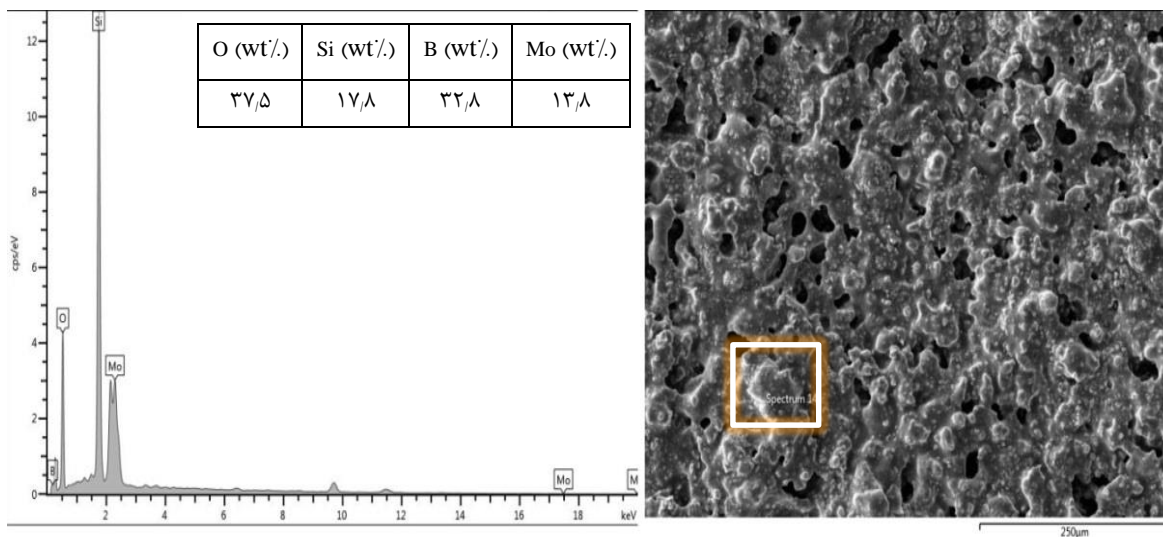 O (wt٪) Si (wt٪) B (wt٪) Mo (wt٪)
۳۷٫۵ ۱۷٫۸ ۳۲٫۸ ۱۳٫۸
Si
O
Mo
B
Mo
M
cps/eV
12
10
8
6
4
2
0
2 4 6 8 10 12 14 16 18 keV
Spectrum 14
250µm